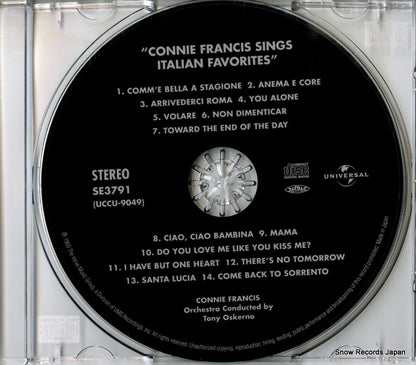 "CONNIE FRANCIS SINGS
ITALIAN FAVORITES"
1. COMM'E BELLA A STAGIONE 2. ANEMA E CORE
3. ARRIVEDERCI ROMA 4. YOU ALONE
5. VOLARE 6. NON DIMENTICAR
7. TOWARD THE END OF THE DAY
STEREO
SE3791
(UCCU-9049)
COMPACT
disc
DIGITAL AUDIO
UNIVERSAL
8. CIAO, CIAO BAMBINA 9. MAMA
10. DO YOU LOVE ME LIKE YOU KISS ME?
11. I HAVE BUT ONE HEART 12. THERE'S NO TOMORROW
13. SANTA LUCIA 14. COME BACK TO SORRENTO
CONNIE FRANCIS
Orchestra Conducted by
Tony Oskerno
Snow Records Japan